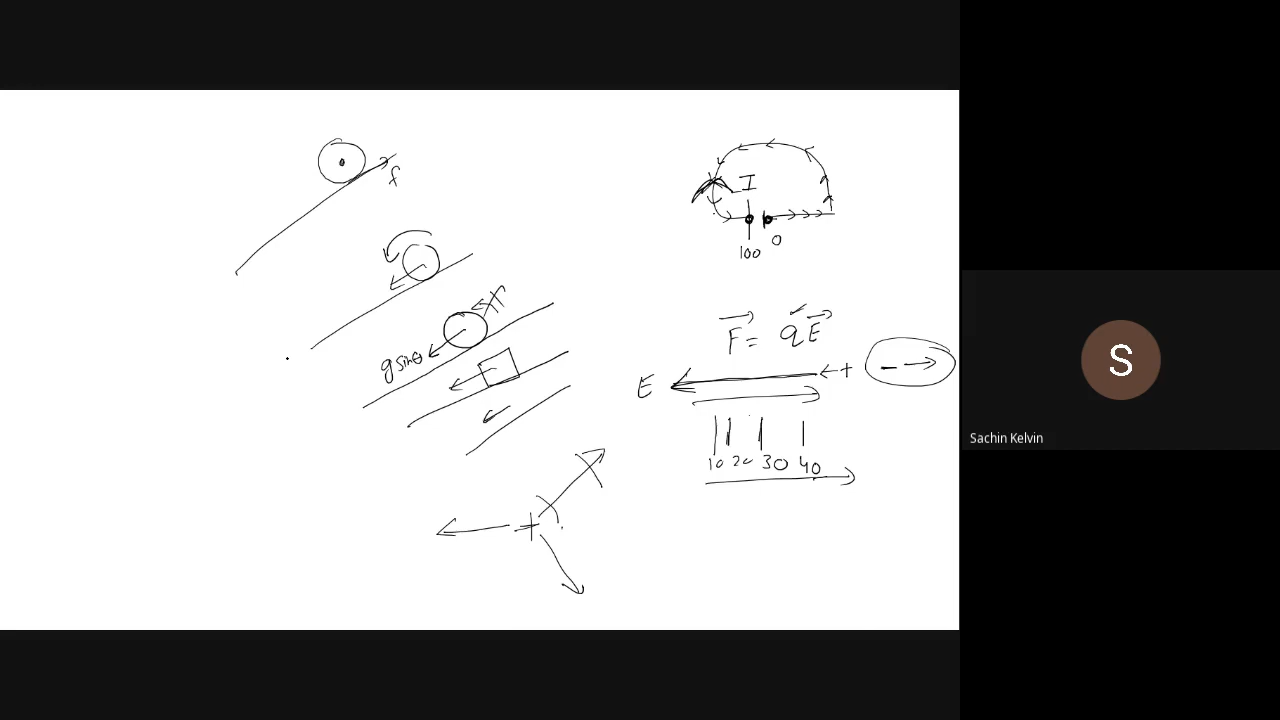 f
g sinθ
I
100 0
F = qE
E ← + - →
10 20 30 40
+
S
Sachin Kelvin